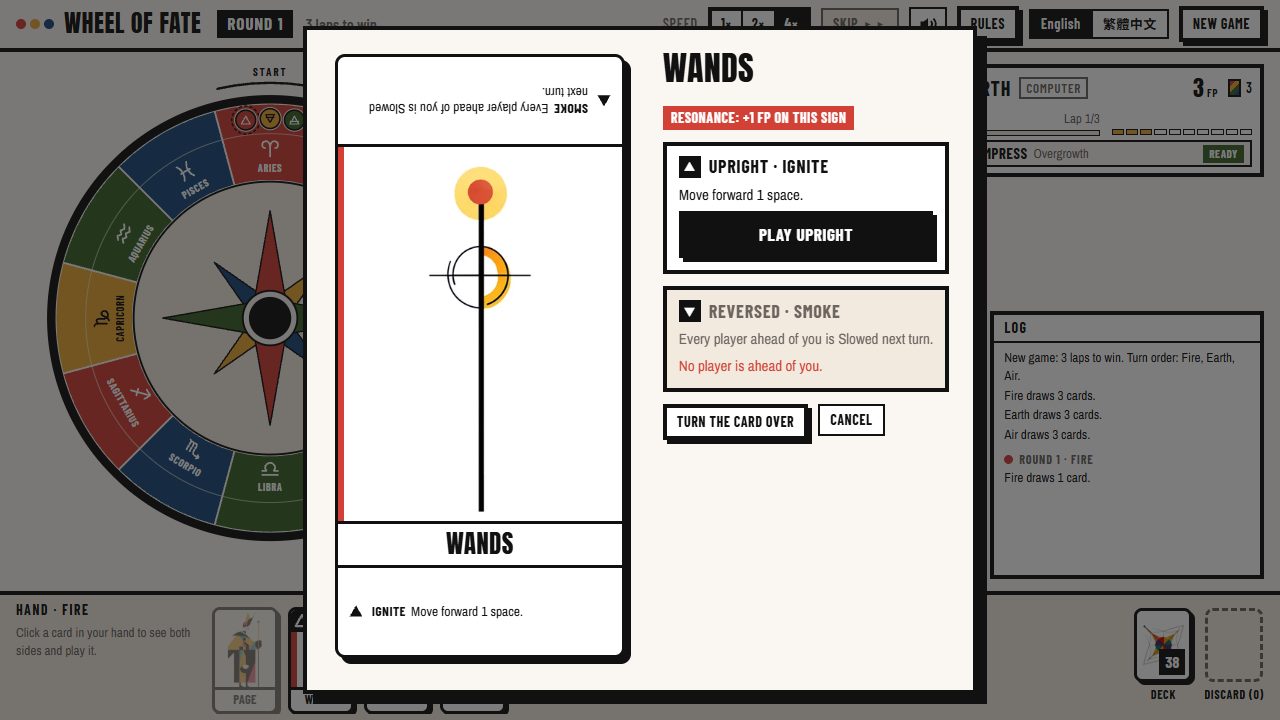 WHEEL OF FATE
ROUND 1
3 laps to win
SPEED
1×
2×
4×
SKIP ▸ ▸
RULES
English
繁體中文
NEW GAME
START
ARIES
PISCES
AQUARIUS
CAPRICORN
SAGITTARIUS
SCORPIO
LIBRA
SMOKE Every player ahead of you is Slowed
next turn.
WANDS
IGNITE Move forward 1 space.
WANDS
RESONANCE: +1 FP ON THIS SIGN
UPRIGHT · IGNITE
Move forward 1 space.
PLAY UPRIGHT
REVERSED · SMOKE
Every player ahead of you is Slowed next turn.
No player is ahead of you.
TURN THE CARD OVER
CANCEL
RTH
COMPUTER
3 FP
3
Lap 1/3
MPRESS Overgrowth
READY
LOG
New game: 3 laps to win. Turn order: Fire, Earth,
Air.
Fire draws 3 cards.
Earth draws 3 cards.
Air draws 3 cards.
ROUND 1 · FIRE
Fire draws 1 card.
HAND · FIRE
Click a card in your hand to see both
sides and play it.
PAGE
W
38
DECK
DISCARD (0)